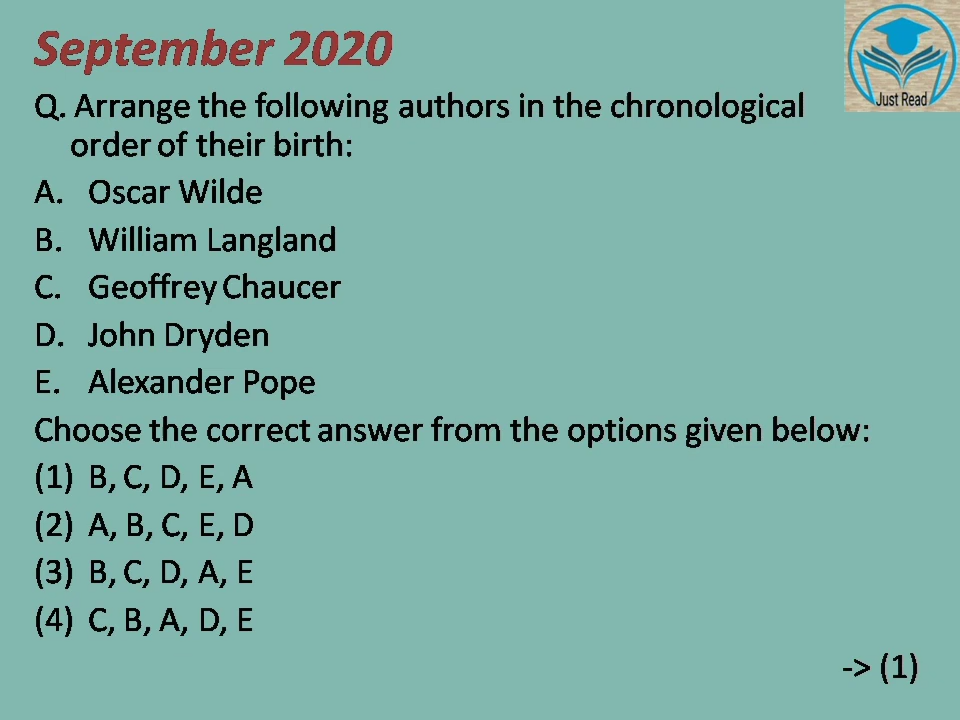 September 2020
Just Read
Q. Arrange the following authors in the chronological
order of their birth:
A. Oscar Wilde
B. William Langland
C. Geoffrey Chaucer
D. John Dryden
E. Alexander Pope
Choose the correct answer from the options given below:
(1) B, C, D, E, A
(2) A, B, C, E, D
(3) B, C, D, A, E
(4) C, B, A, D, E
-> (1)